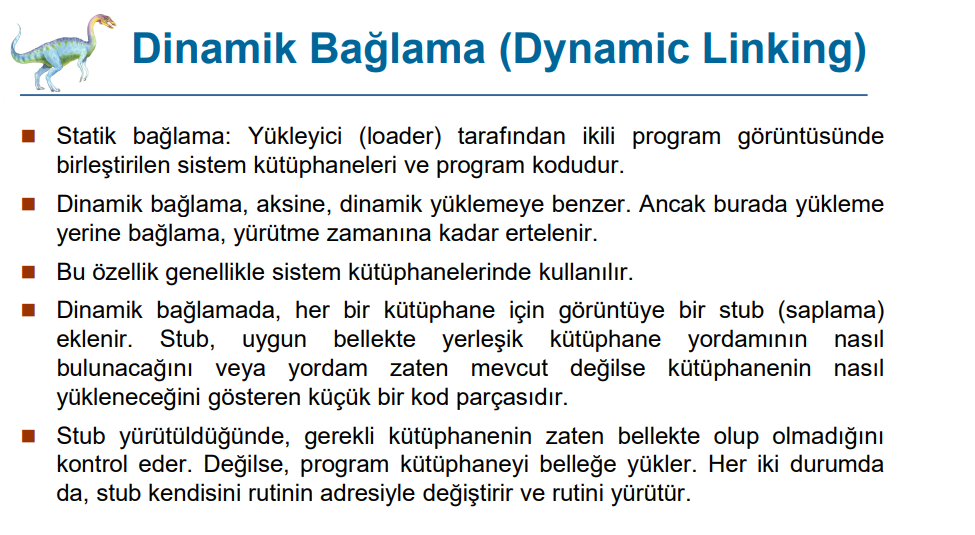 Dinamik Bağlama (Dynamic Linking)
Statik bağlama: Yükleyici (loader) tarafından ikili program görüntüsünde
birleştirilen sistem kütüphaneleri ve program kodudur.
Dinamik bağlama, aksine, dinamik yüklemeye benzer. Ancak burada yükleme
yerine bağlama, yürütme zamanına kadar ertelenir.
Bu özellik genellikle sistem kütüphanelerinde kullanılır.
Dinamik bağlamada, her bir kütüphane için görüntüye bir stub (saplama)
eklenir. Stub, uygun bellekte yerleşik kütüphane yordamının nasıl
bulunacağını veya yordam zaten mevcut değilse kütüphanenin nasıl
yükleneceğini gösteren küçük bir kod parçasıdır.
Stub yürütüldüğünde, gerekli kütüphanenin zaten bellekte olup olmadığını
kontrol eder. Değilse, program kütüphaneyi belleğe yükler. Her iki durumda
da, stub kendisini rutinin adresiyle değiştirir ve rutini yürütür.